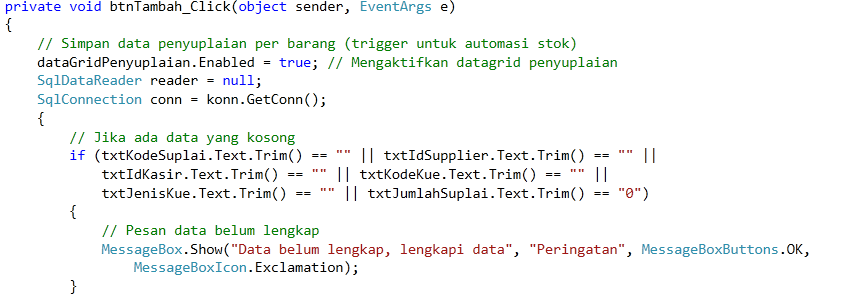 private void btnTambah_Click(object sender, EventArgs e)
{
    // Simpan data penyuplaian per barang (trigger untuk automasi stok)
    dataGridPenyuplaian.Enabled = true; // Mengaktifkan datagrid penyuplaian
    SqlDataReader reader = null;
    SqlConnection conn = konn.GetConn();
    {
        // Jika ada data yang kosong
        if (txtKodeSuplai.Text.Trim() == "" || txtIdSupplier.Text.Trim() == "" ||
            txtIdKasir.Text.Trim() == "" || txtKodeKue.Text.Trim() == "" ||
            txtJenisKue.Text.Trim() == "" || txtJumlahSuplai.Text.Trim() == "0")
        {
            // Pesan data belum lengkap
            MessageBox.Show("Data belum lengkap, lengkapi data", "Peringatan", MessageBoxButtons.OK,
                MessageBoxIcon.Exclamation);
        }